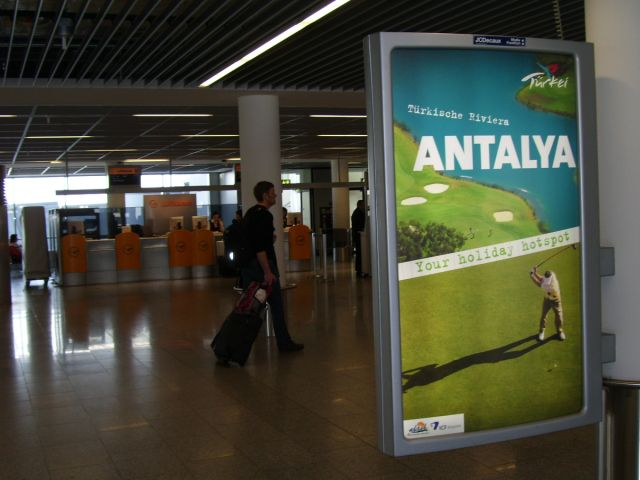 JCDecaux
Türkei
Türkische Riviera
ANTALYA
Your holiday hotspot